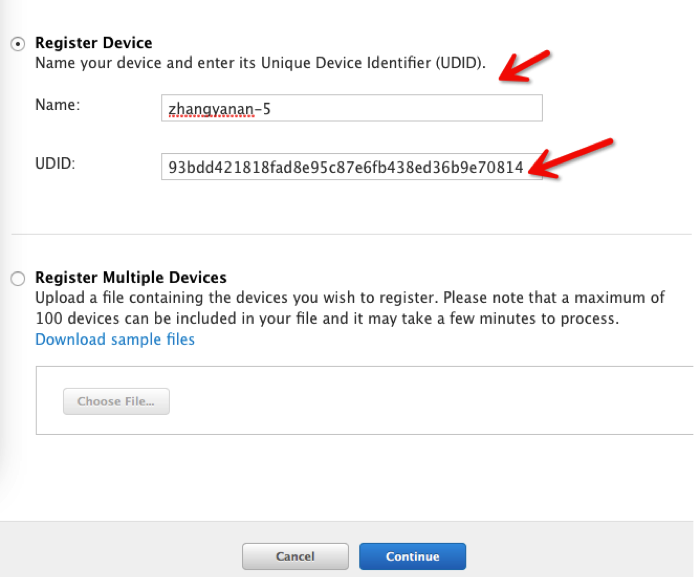 Register Device
Name your device and enter its Unique Device Identifier (UDID).
Name:
zhangyanan-5
UDID:
93bdd421818fad8e95c87e6fb438ed36b9e70814
Register Multiple Devices
Upload a file containing the devices you wish to register. Please note that a maximum of
100 devices can be included in your file and it may take a few minutes to process.
Download sample files
Choose File...
Cancel
Continue